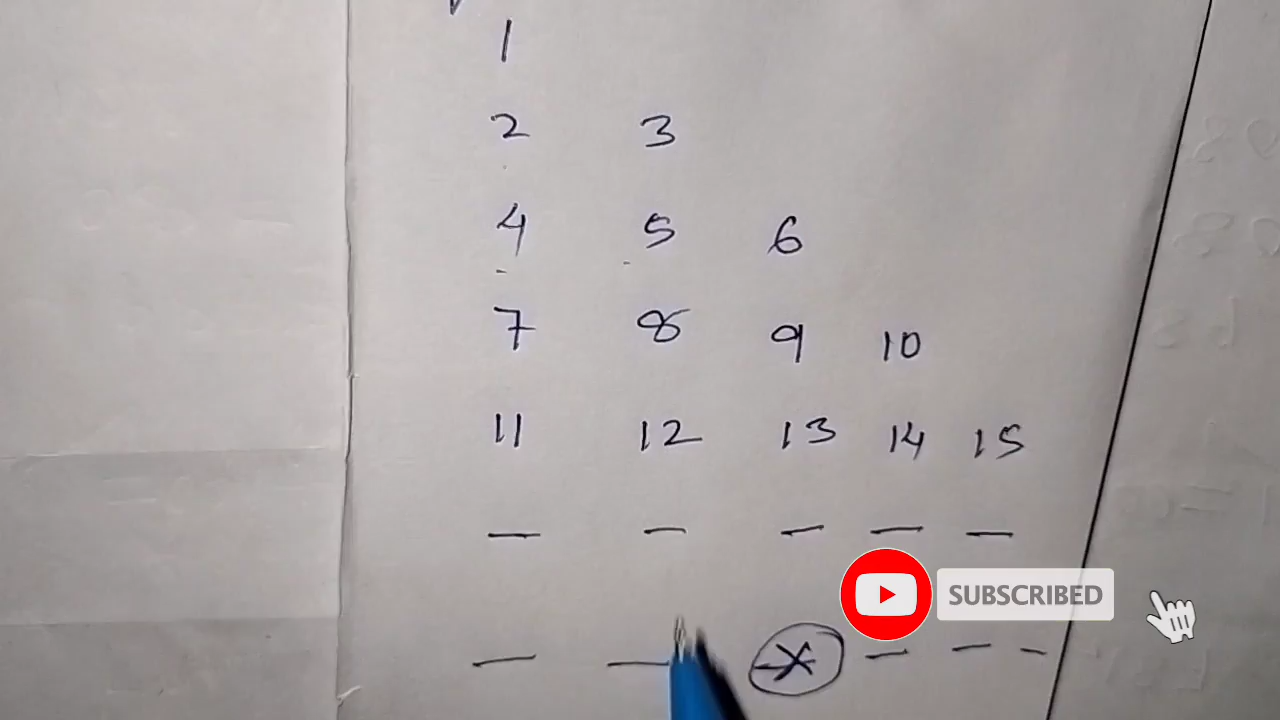 1
2 3
4 5 6
7 8 9 10
11 12 13 14 15
— — — — —
SUBSCRIBED
— — * — — —